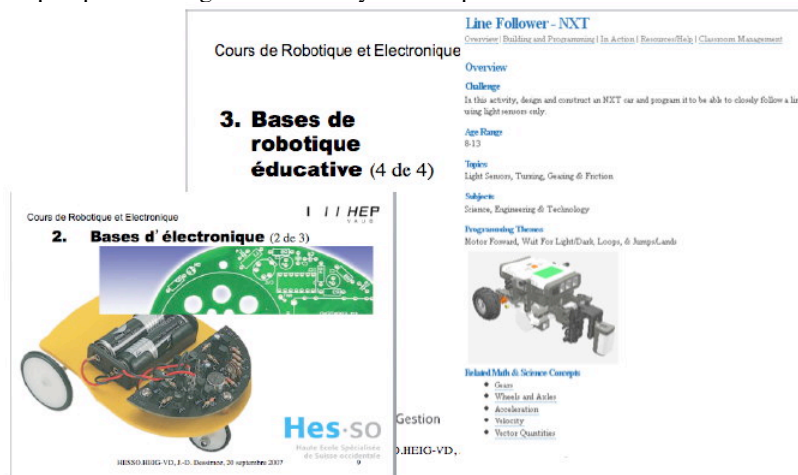 Cours de Robotique et Electronique
3. Bases de
robotique
éducative (4 de 4)
Gestion
HEIG-VD,
Line Follower - NXT
Overview | Building and Programming | In Action | Resources/Help | Classroom Management
Overview
Challenge
In this activity, design and construct an NXT car and program it to be able to closely follow a
using light sensors only.
Age Range
8-13
Topics
Light Sensors, Turning, Gearing & Friction
Subjects
Science, Engineering & Technology
Programming Themes
Motor Forward, Wait For Light/Dark, Loops, & Jumps/Lands
Related Math & Science Concepts
Gears
Wheels and Axles
Acceleration
Velocity
Vector Quantities
Cours de Robotique et Electronique
HEP
VAUD
2. Bases d'électronique (2 de 3)
Hes·so
Haute Ecole Spécialisée
de Suisse occidentale
HESSO.HEIG-VD, J.-D. Dessimoz, 20 septembre 2007 9